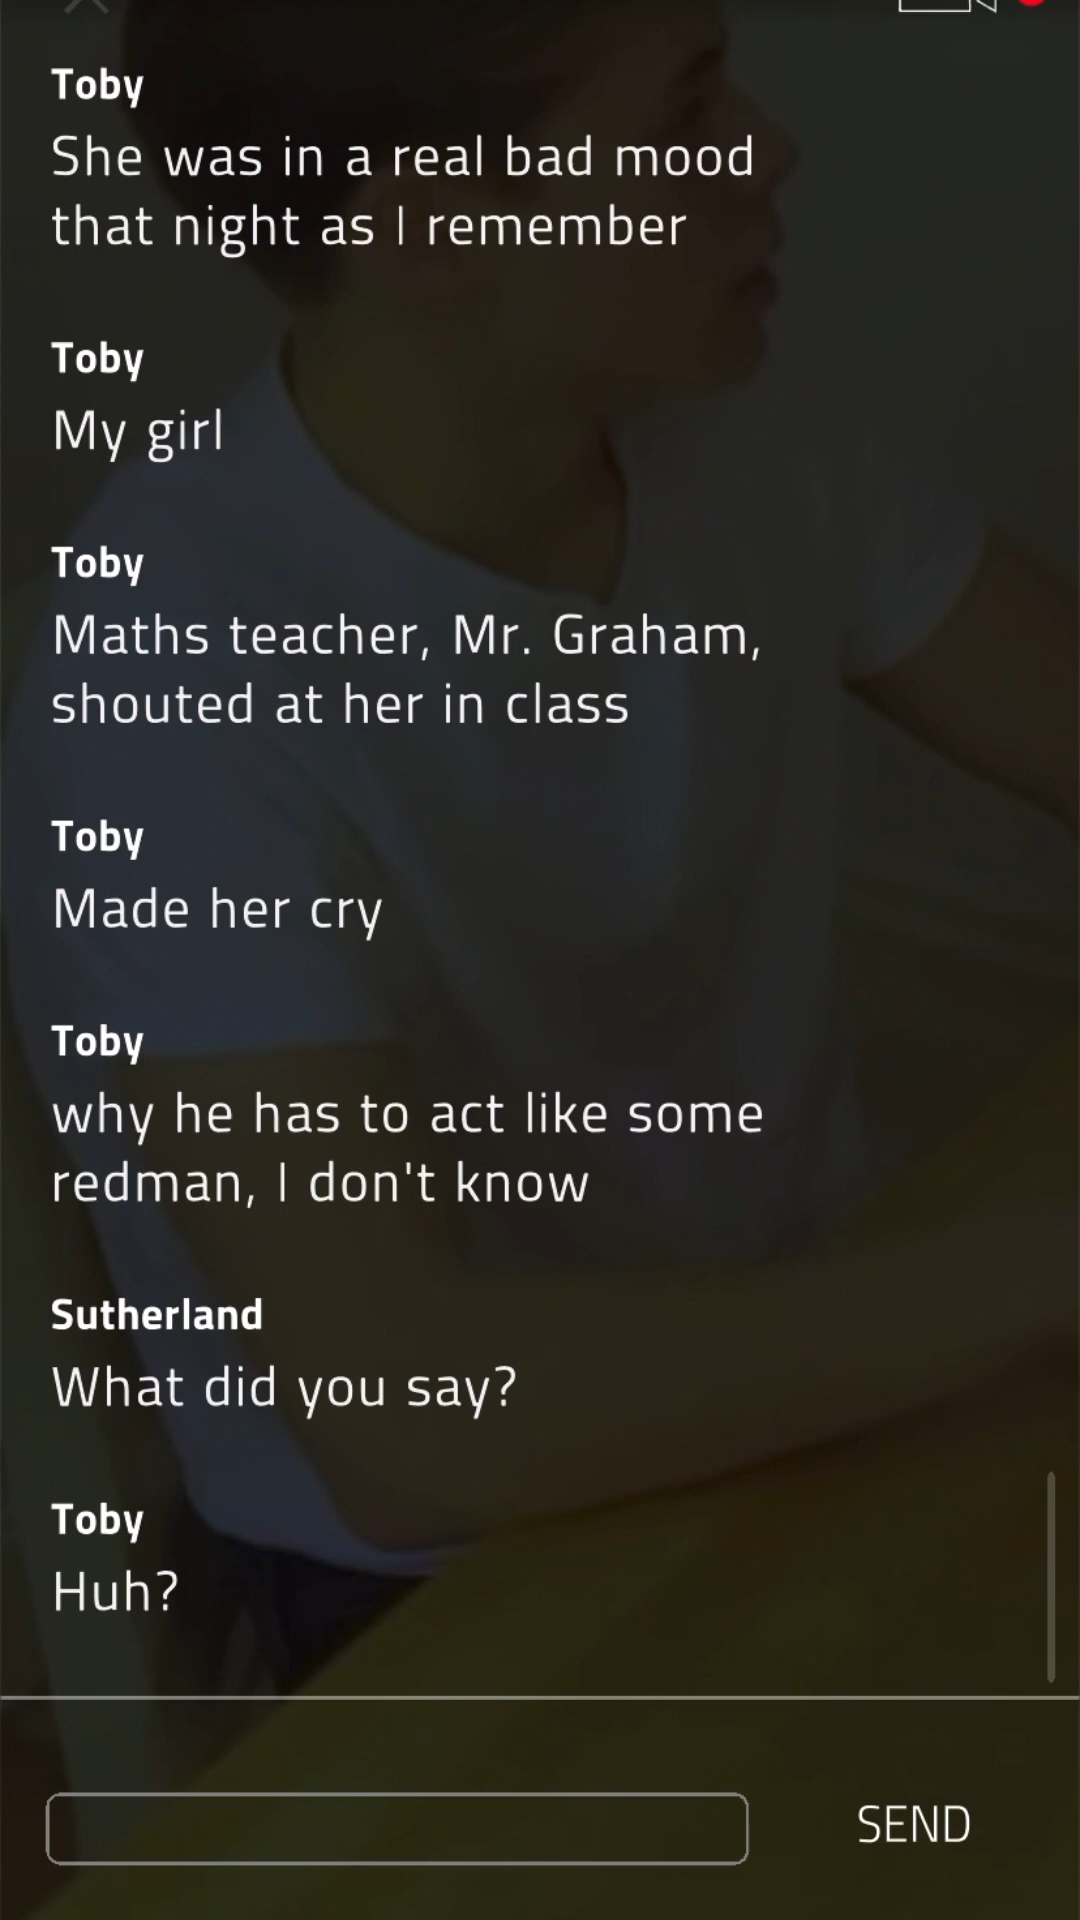 Toby
She was in a real bad mood
that night as I remember
Toby
My girl
Toby
Maths teacher, Mr. Graham,
shouted at her in class
Toby
Made her cry
Toby
why he has to act like some
redman, I don't know
Sutherland
What did you say?
Toby
Huh?
SEND